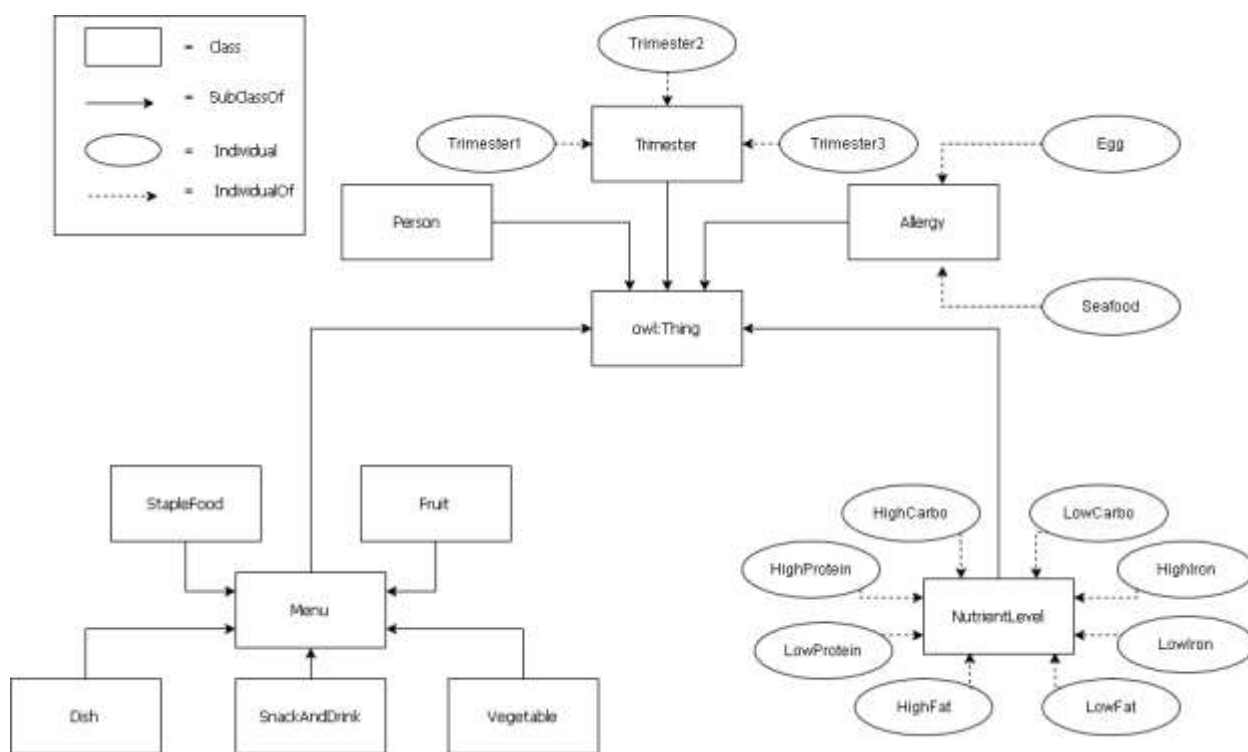 = Class
= SubClassOf
= Individual
= IndividualOf
Trimester2
Trimester1
Trimester
Trimester3
Egg
Person
Allergy
owl:Thing
Seafood
StapleFood
Fruit
HighCarbo
LowCarbo
HighProtein
HighIron
Menu
NutrientLevel
LowProtein
LowIron
Dish
SnackAndDrink
Vegetable
HighFat
LowFat